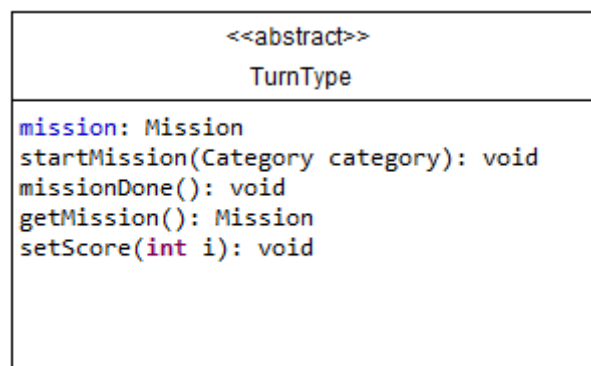 <<abstract>>
TurnType
mission: Mission
startMission(Category category): void
missionDone(): void
getMission(): Mission
setScore(int i): void